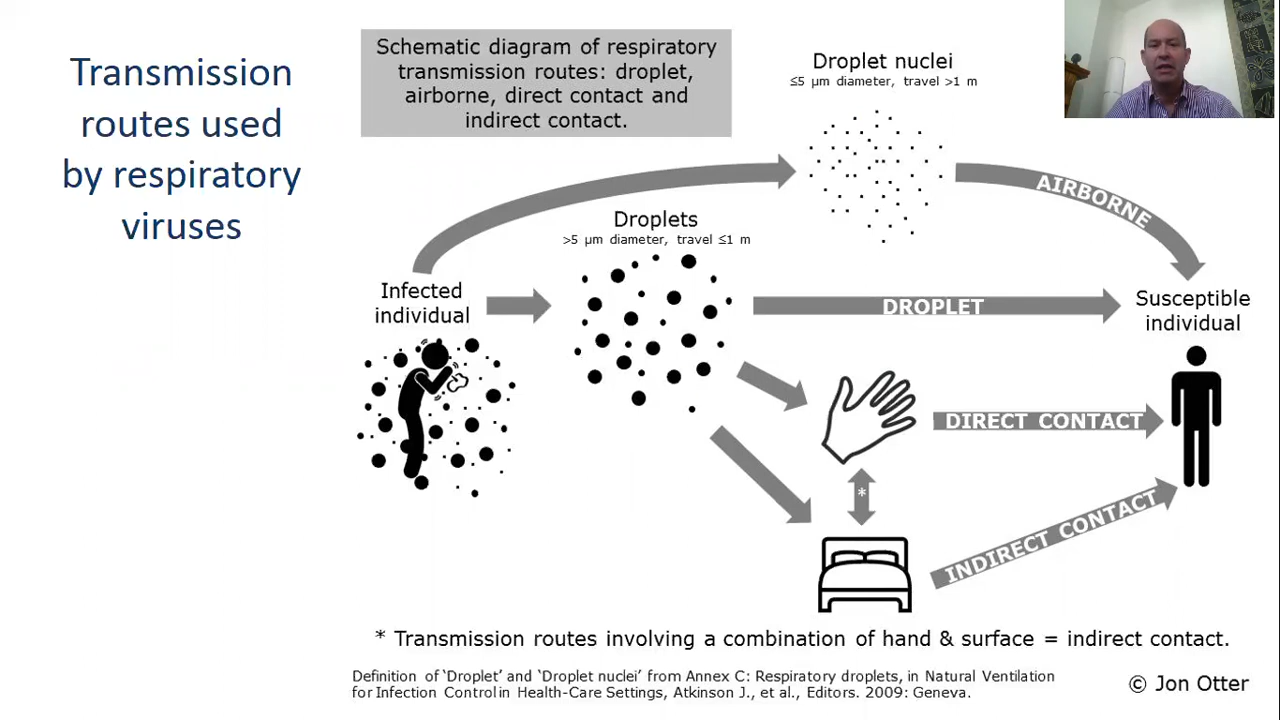 Transmission
routes used
by respiratory
viruses
Schematic diagram of respiratory
transmission routes: droplet,
airborne, direct contact and
indirect contact.
Droplet nuclei
≤5 µm diameter, travel >1 m
AIRBORNE
Droplets
>5 µm diameter, travel ≤1 m
Infected
individual
DROPLET
Susceptible
individual
DIRECT CONTACT
*
INDIRECT CONTACT
* Transmission routes involving a combination of hand & surface = indirect contact.
Definition of 'Droplet' and 'Droplet nuclei' from Annex C: Respiratory droplets, in Natural Ventilation
for Infection Controlin Health-Care Settings, Atkinson J., et al., Editors. 2009: Geneva.
© Jon Otter